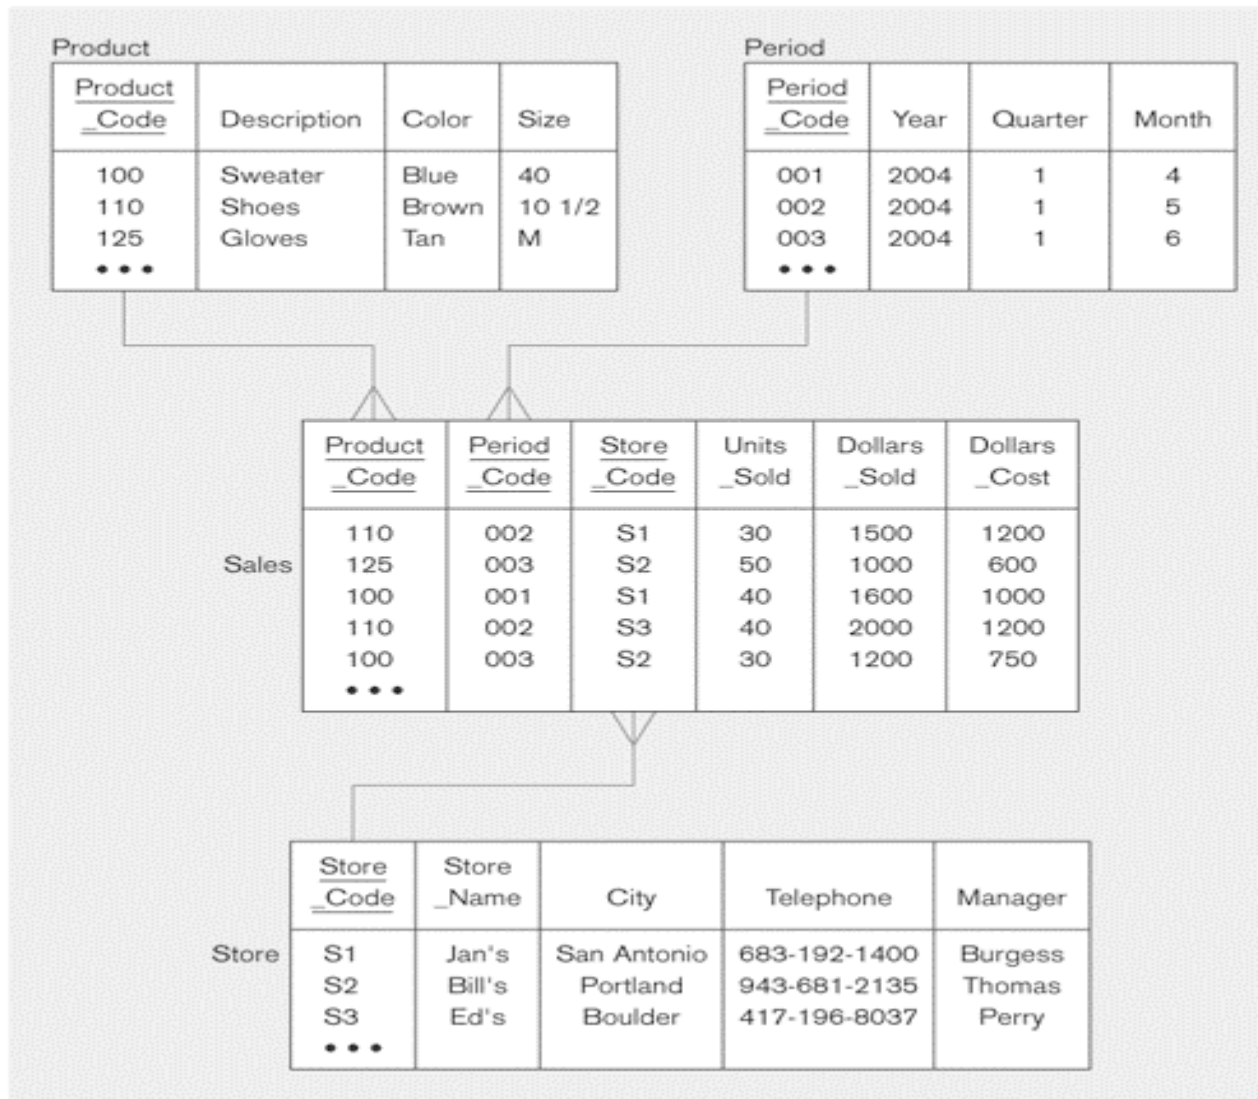 Product
Product
_Code Description Color Size
100 Sweater Blue 40
110 Shoes Brown 10 1/2
125 Gloves Tan M
• • •
Period
Period
_Code Year Quarter Month
001 2004 1 4
002 2004 1 5
003 2004 1 6
• • •
Sales
Product Period Store Units Dollars Dollars
_Code _Code _Code _Sold _Sold _Cost
110 002 S1 30 1500 1200
125 003 S2 50 1000 600
100 001 S1 40 1600 1000
110 002 S3 40 2000 1200
100 003 S2 30 1200 750
• • •
Store
Store Store
_Code _Name City Telephone Manager
S1 Jan's San Antonio 683-192-1400 Burgess
S2 Bill's Portland 943-681-2135 Thomas
S3 Ed's Boulder 417-196-8037 Perry
• • •